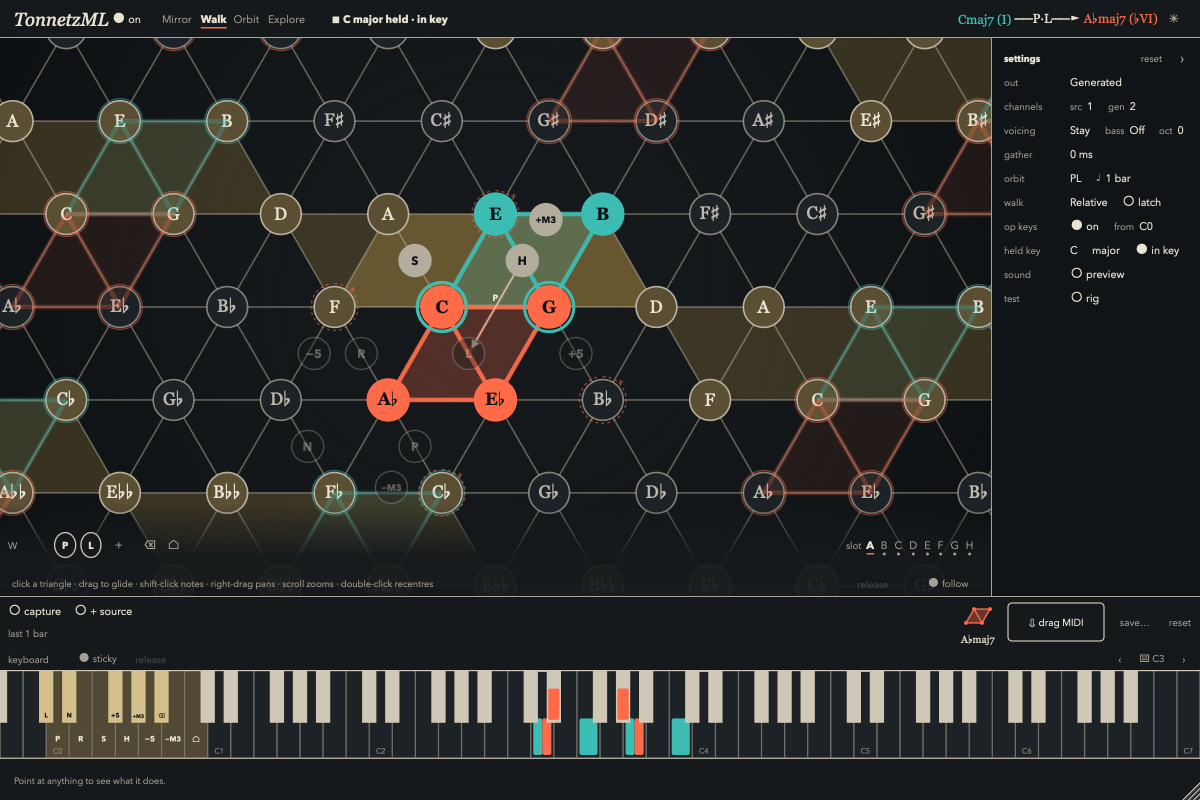 TonnetzML on Mirror Walk Orbit Explore ■ C major held · in key Cmaj7 (I) P·L A♭maj7 (♭VI)
settings reset ›
out Generated
channels src 1 gen 2
voicing Stay bass Off oct 0
gather 0 ms
orbit PL ♩ 1 bar
walk Relative latch
op keys on from C0
held key C major in key
sound preview
test rig
A E B F♯ C♯ G♯ D♯ A♯ E♯ B♯
C G D A E +M3 B F♯ C♯ G♯
S H
P
A♭ E♭ B♭ F C G D A E B
-5 R L +5
C♭ G♭ D♭ A♭ E♭ B♭ F C G
N P
-M3
A♭♭ E♭♭ B♭♭ F♭ C♭ G♭ D♭ A♭ E♭ B♭
W P L + slot A B C D E F G H
click a triangle · drag to glide · shift-click notes · right-drag pans · scroll zooms · double-click recentres release follow
E♭♭ B♭♭ F♭ C♭
capture + source
⇩ drag MIDI save... reset
last 1 bar
A♭maj7
keyboard sticky release ‹ C3 ›
L N +5 +M3
P R S H -5 -M3
C0 C1 C2 C4 C5 C6 C7
Point at anything to see what it does.